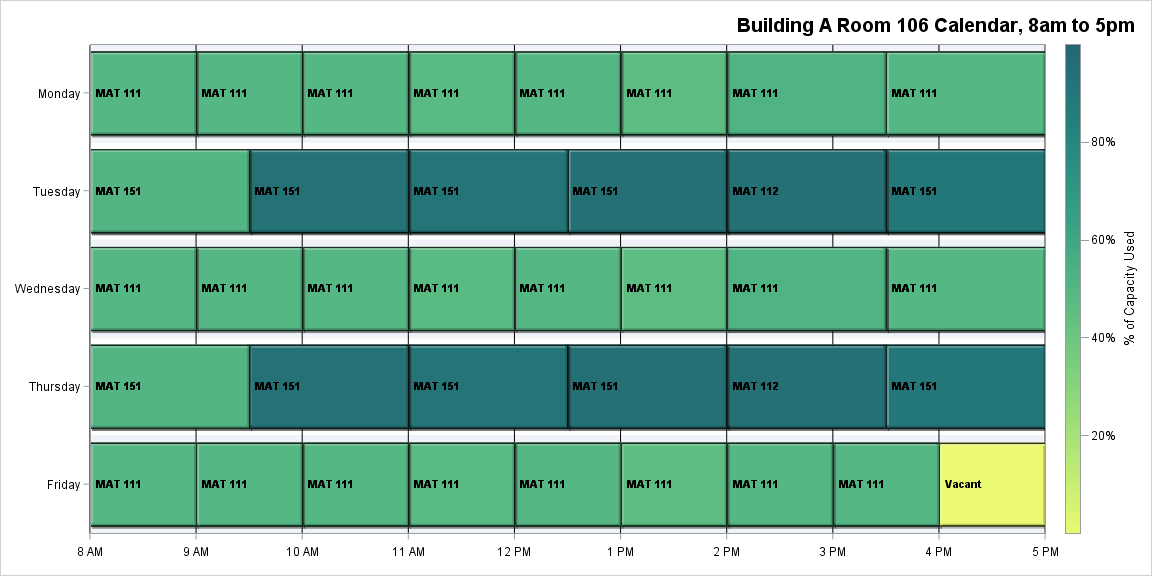 Building A Room 106 Calendar, 8am to 5pm
Monday MAT 111 MAT 111 MAT 111 MAT 111 MAT 111 MAT 111 MAT 111 MAT 111
80%
Tuesday MAT 151 MAT 151 MAT 151 MAT 151 MAT 112 MAT 151
60%
% of Capacity Used
Wednesday MAT 111 MAT 111 MAT 111 MAT 111 MAT 111 MAT 111 MAT 111 MAT 111
40%
Thursday MAT 151 MAT 151 MAT 151 MAT 151 MAT 112 MAT 151
20%
Friday MAT 111 MAT 111 MAT 111 MAT 111 MAT 111 MAT 111 MAT 111 MAT 111 Vacant
8 AM 9 AM 10 AM 11 AM 12 PM 1 PM 2 PM 3 PM 4 PM 5 PM